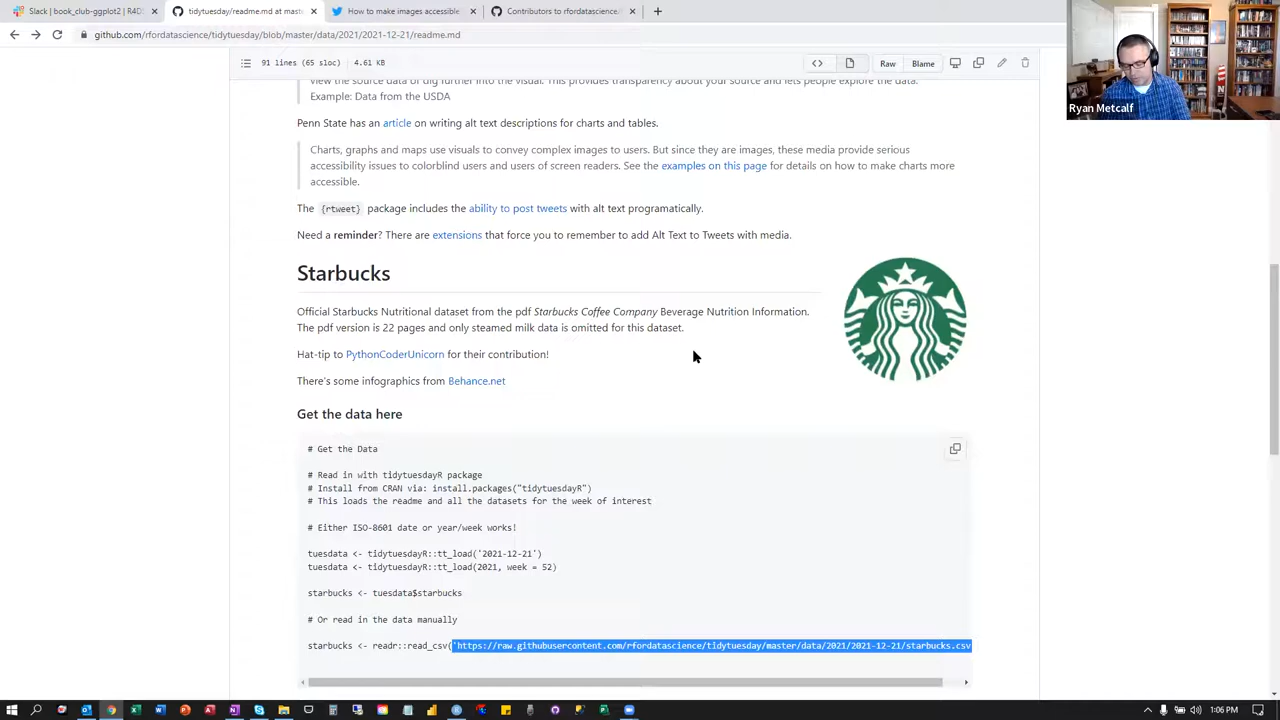 Slack | book_club-ggplot2 | R4DS
tidytuesday/readme.md at maste
How to make images accessible
Contributors to rfordatascience/
github.com/rfordatascience/tidytuesday/blob/master/data/2021/2021-12-21/readme.md
Ryan Metcalf
91 lines (65 sloc) 4.61 KB
Raw Blame
view the source data or dig further into the visual. This provides transparency about your source and lets people explore the data.
Example: Data from the USDA
Penn State has an article on writing alt text descriptions for charts and tables.
Charts, graphs and maps use visuals to convey complex images to users. But since they are images, these media provide serious
accessibility issues to colorblind users and users of screen readers. See the examples on this page for details on how to make charts more
accessible.
The {rtweet} package includes the ability to post tweets with alt text programatically.
Need a reminder? There are extensions that force you to remember to add Alt Text to Tweets with media.
Starbucks
Official Starbucks Nutritional dataset from the pdf Starbucks Coffee Company Beverage Nutrition Information.
The pdf version is 22 pages and only steamed milk data is omitted for this dataset.
Hat-tip to PythonCoderUnicorn for their contribution!
There's some infographics from Behance.net
Get the data here
# Get the Data
# Read in with tidytuesdayR package
# Install from CRAN via: install.packages("tidytuesdayR")
# This loads the readme and all the datasets for the week of interest
# Either ISO-8601 date or year/week works!
tuesdata <- tidytuesdayR::tt_load('2021-12-21')
tuesdata <- tidytuesdayR::tt_load(2021, week = 52)
starbucks <- tuesdata$starbucks
# Or read in the data manually
starbucks <- readr::read_csv('https://raw.githubusercontent.com/rfordatascience/tidytuesday/master/data/2021/2021-12-21/starbucks.csv
1:06 PM